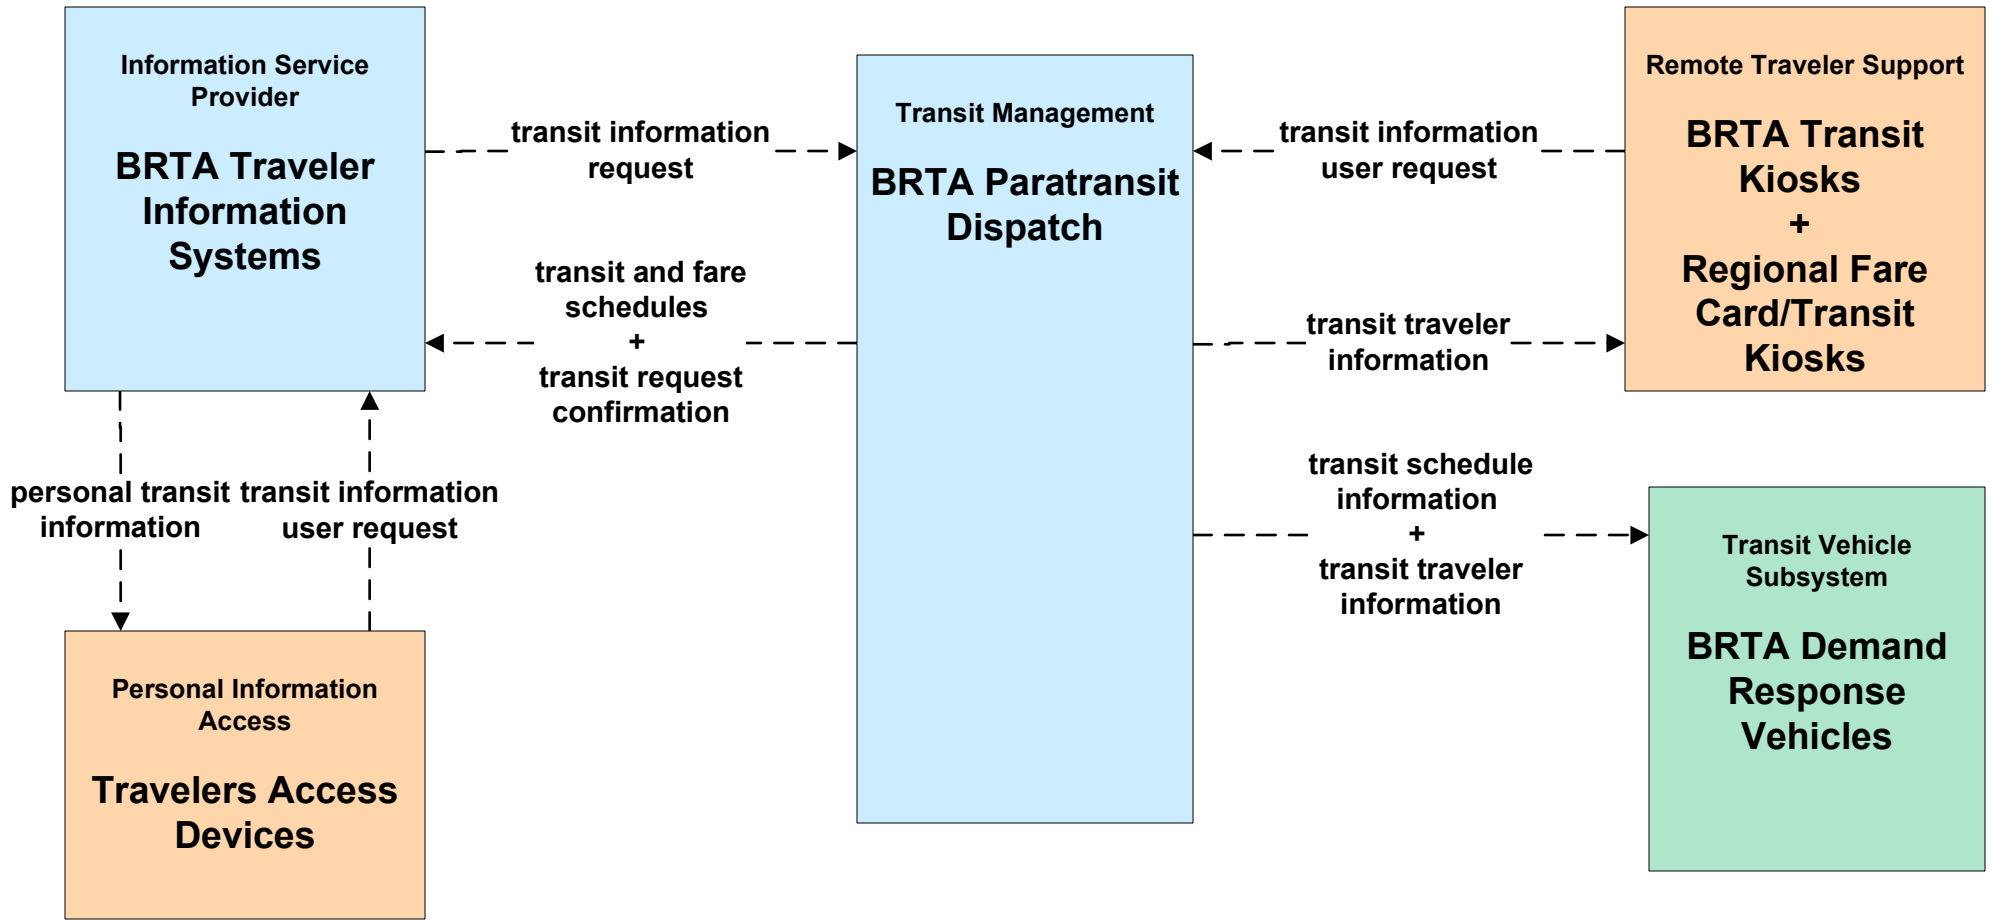 Information Service
Provider
BRTA Traveler
Information
Systems
transit information
request
transit and fare
schedules
+
transit request
confirmation
Transit Management
BRTA Paratransit
Dispatch
transit information
user request
transit traveler
information
Remote Traveler Support
BRTA Transit
Kiosks
+
Regional Fare
Card/Transit
Kiosks
personal transit
information
transit information
user request
transit schedule
information
+
transit traveler
information
Transit Vehicle
Subsystem
BRTA Demand
Response
Vehicles
Personal Information
Access
Travelers Access
Devices